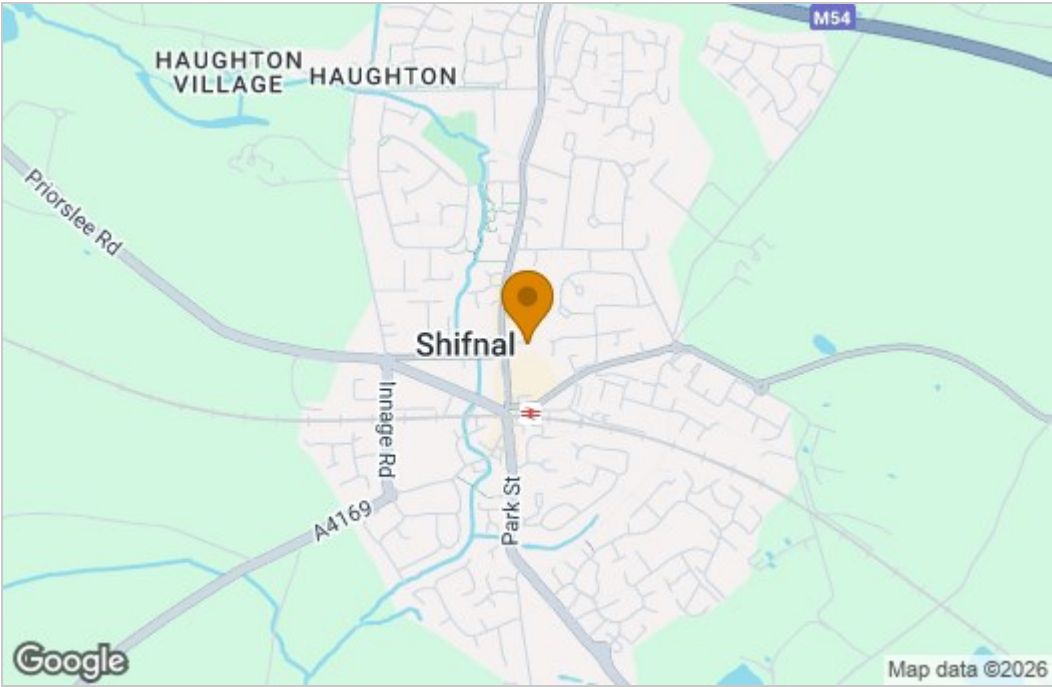 M54
HAUGHTON
VILLAGE
HAUGHTON
Priorslee Rd
Shifnal
Innage Rd
Park St
A4169
Google
Map data ©2026